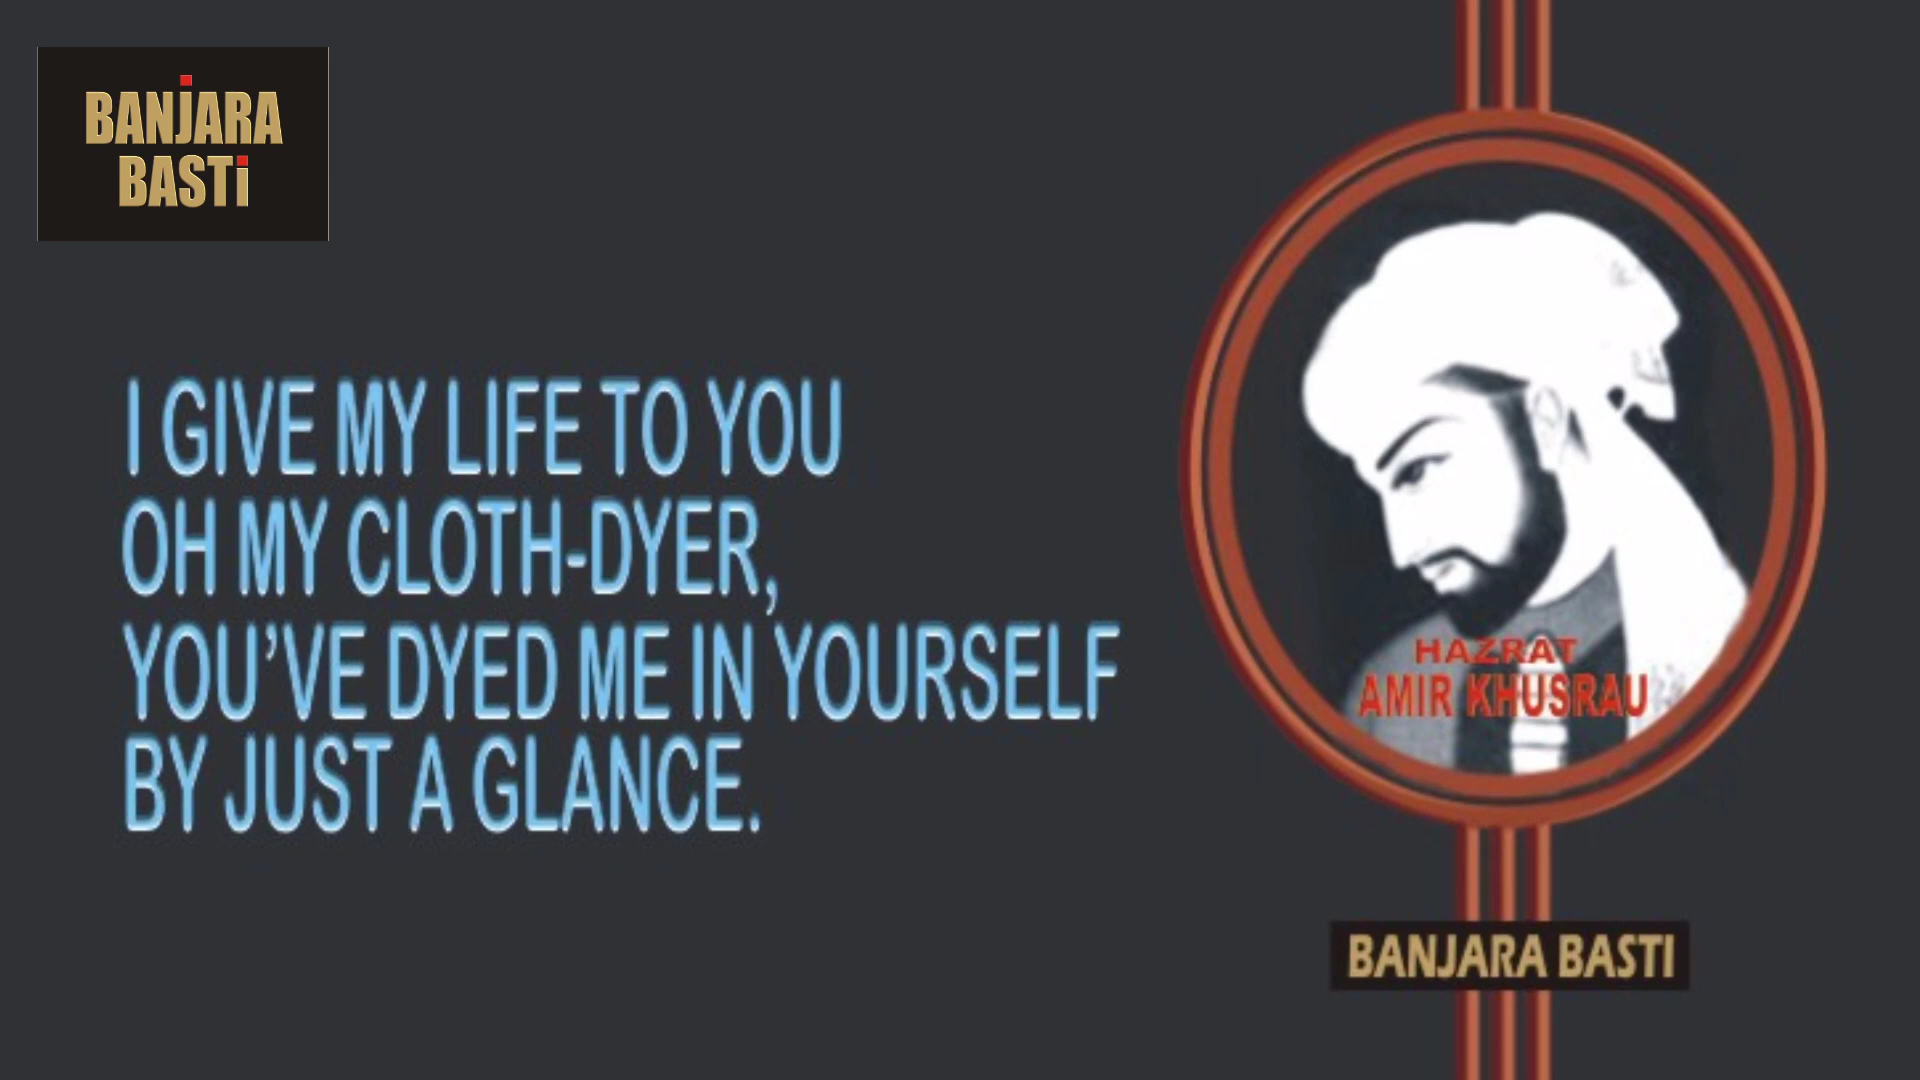 BANJARA
BASTi
I GIVE MY LIFE TO YOU
OH MY CLOTH-DYER,
YOU'VE DYED ME IN YOURSELF
BY JUST A GLANCE.
HAZRAT
AMIR KHUSRAU
BANJARA BASTI